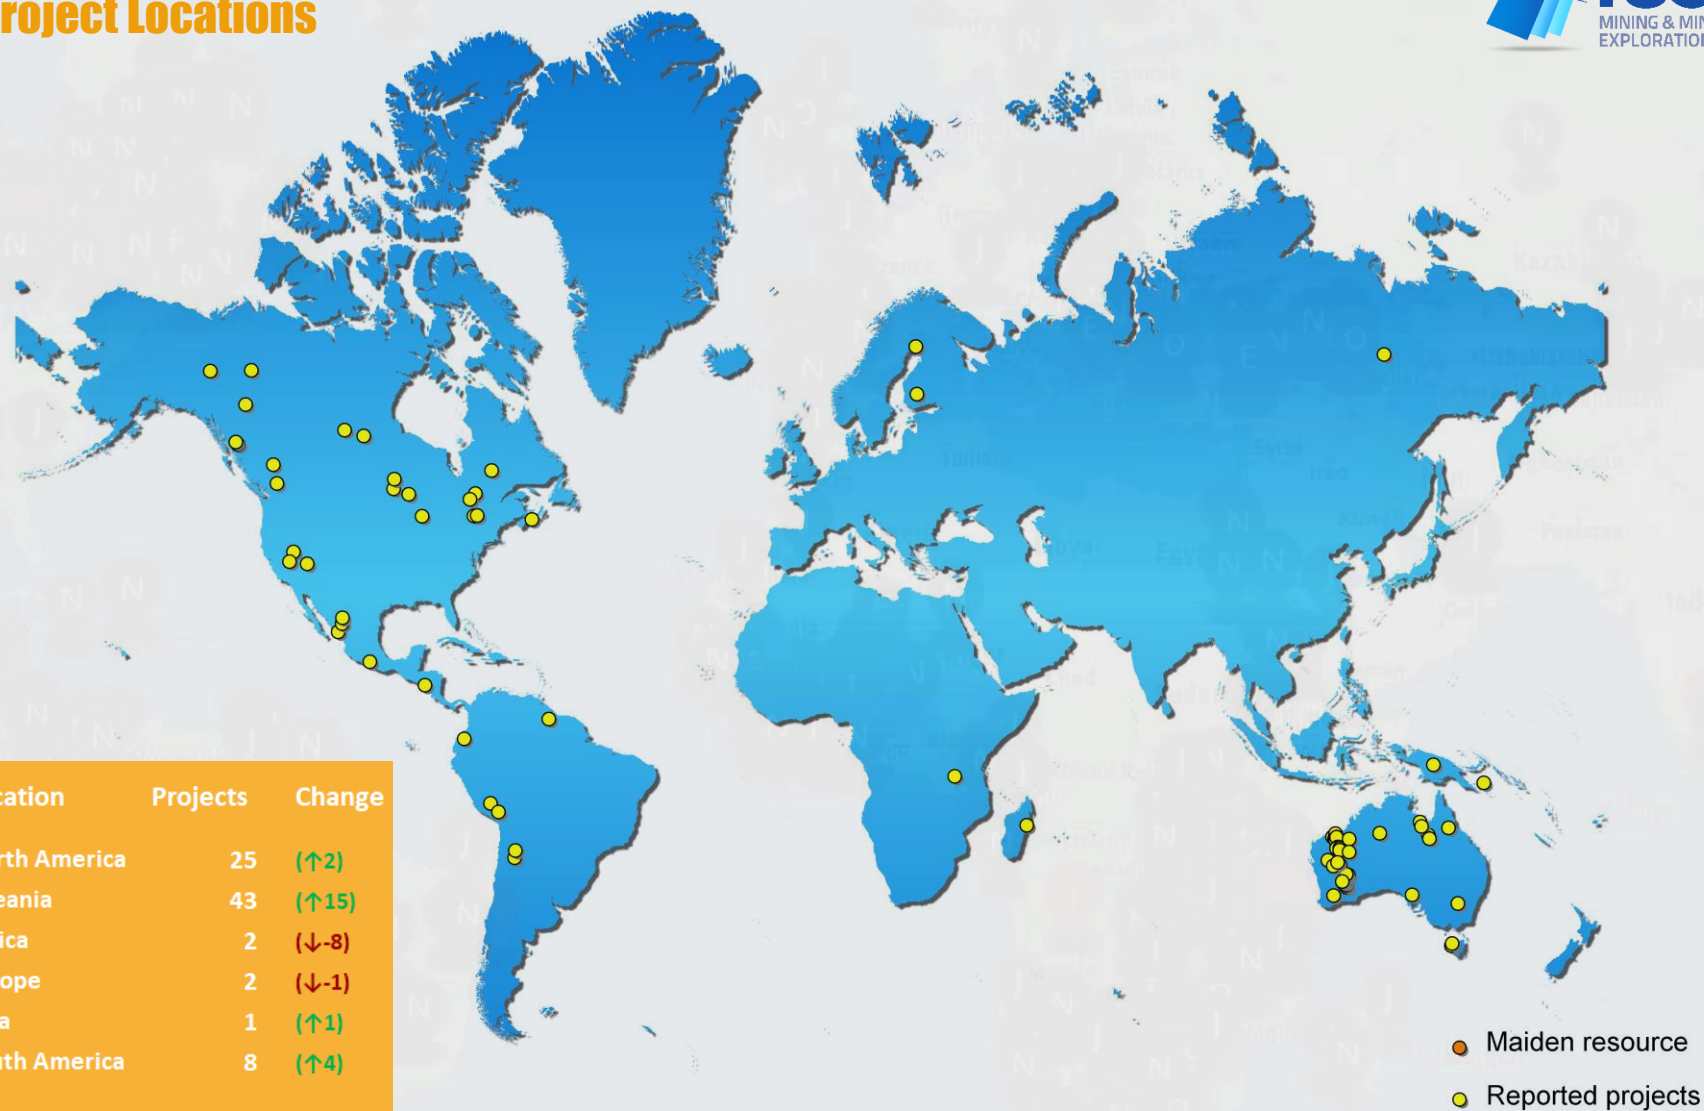 roject Locations
MINING & MIN
EXPLORATION
cation Projects Change
rth America 25 (↑2)
eania 43 (↑15)
ica 2 (↓-8)
ope 2 (↓-1)
a 1 (↑1)
uth America 8 (↑4)
Maiden resource
Reported projects